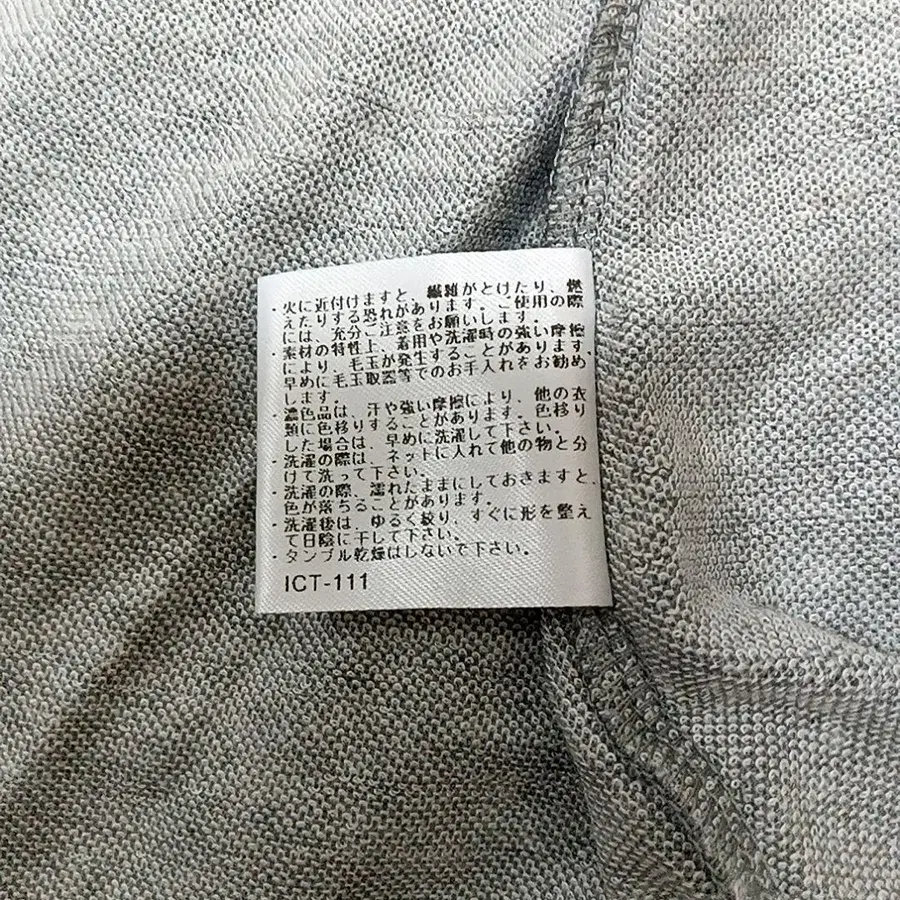 ・火に近付けますと、繊維がとけたり、燃
えたりする恐れがあります。ご使用の際
には、充分ご注意をお願いします。
・素材の特性上、着用や洗濯時の強い摩擦
により、毛玉が発生することがあります。
早めに毛玉取器等でのお手入れをお勧め
します。
・濃色品は、汗や強い摩擦により、他の衣
類に色移りすることがあります。色移り
した場合は、早めに洗濯して下さい。
・洗濯の際は、ネットに入れて他の物と分
けて洗って下さい。
・洗濯の際、濡れたままにしておきますと、
色が落ちることがあります。
・洗濯後は、ゆるく絞り、すぐに形を整え
て日陰に干して下さい。
・タンブル乾燥はしないで下さい。
ICT-111